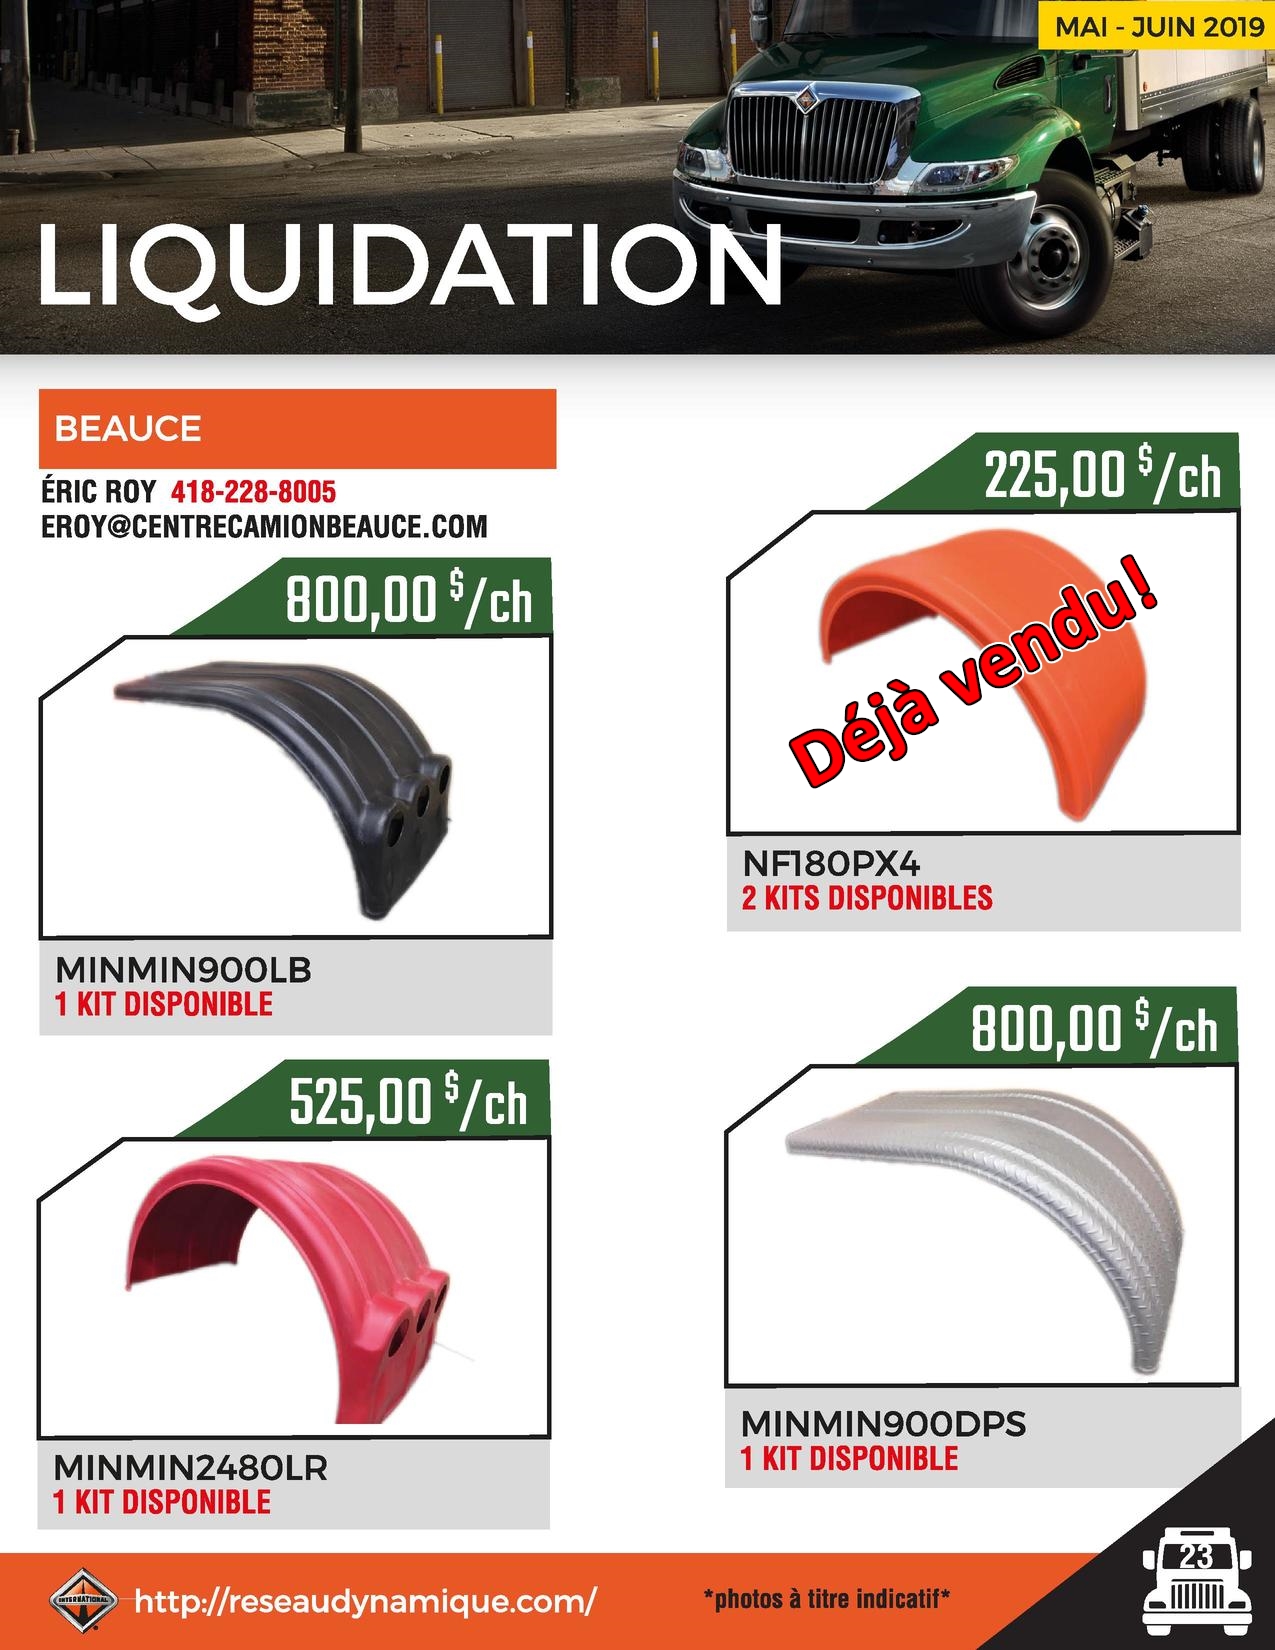 MAI - JUIN 2019
LIQUIDATION
BEAUCE
ÉRIC ROY 418-228-8005
EROY@CENTRECAMIONBEAUCE.COM
800,00 $/ch
MINMIN900LB
1 KIT DISPONIBLE
525,00 $/ch
MINMIN2480LR
1 KIT DISPONIBLE
225,00 $/ch
Déjà vendu!
NF180PX4
2 KITS DISPONIBLES
800,00 $/ch
MINMIN900DPS
1 KIT DISPONIBLE
INTERNATIONAL
http://reseaudynamique.com/
*photos à titre indicatif*
23